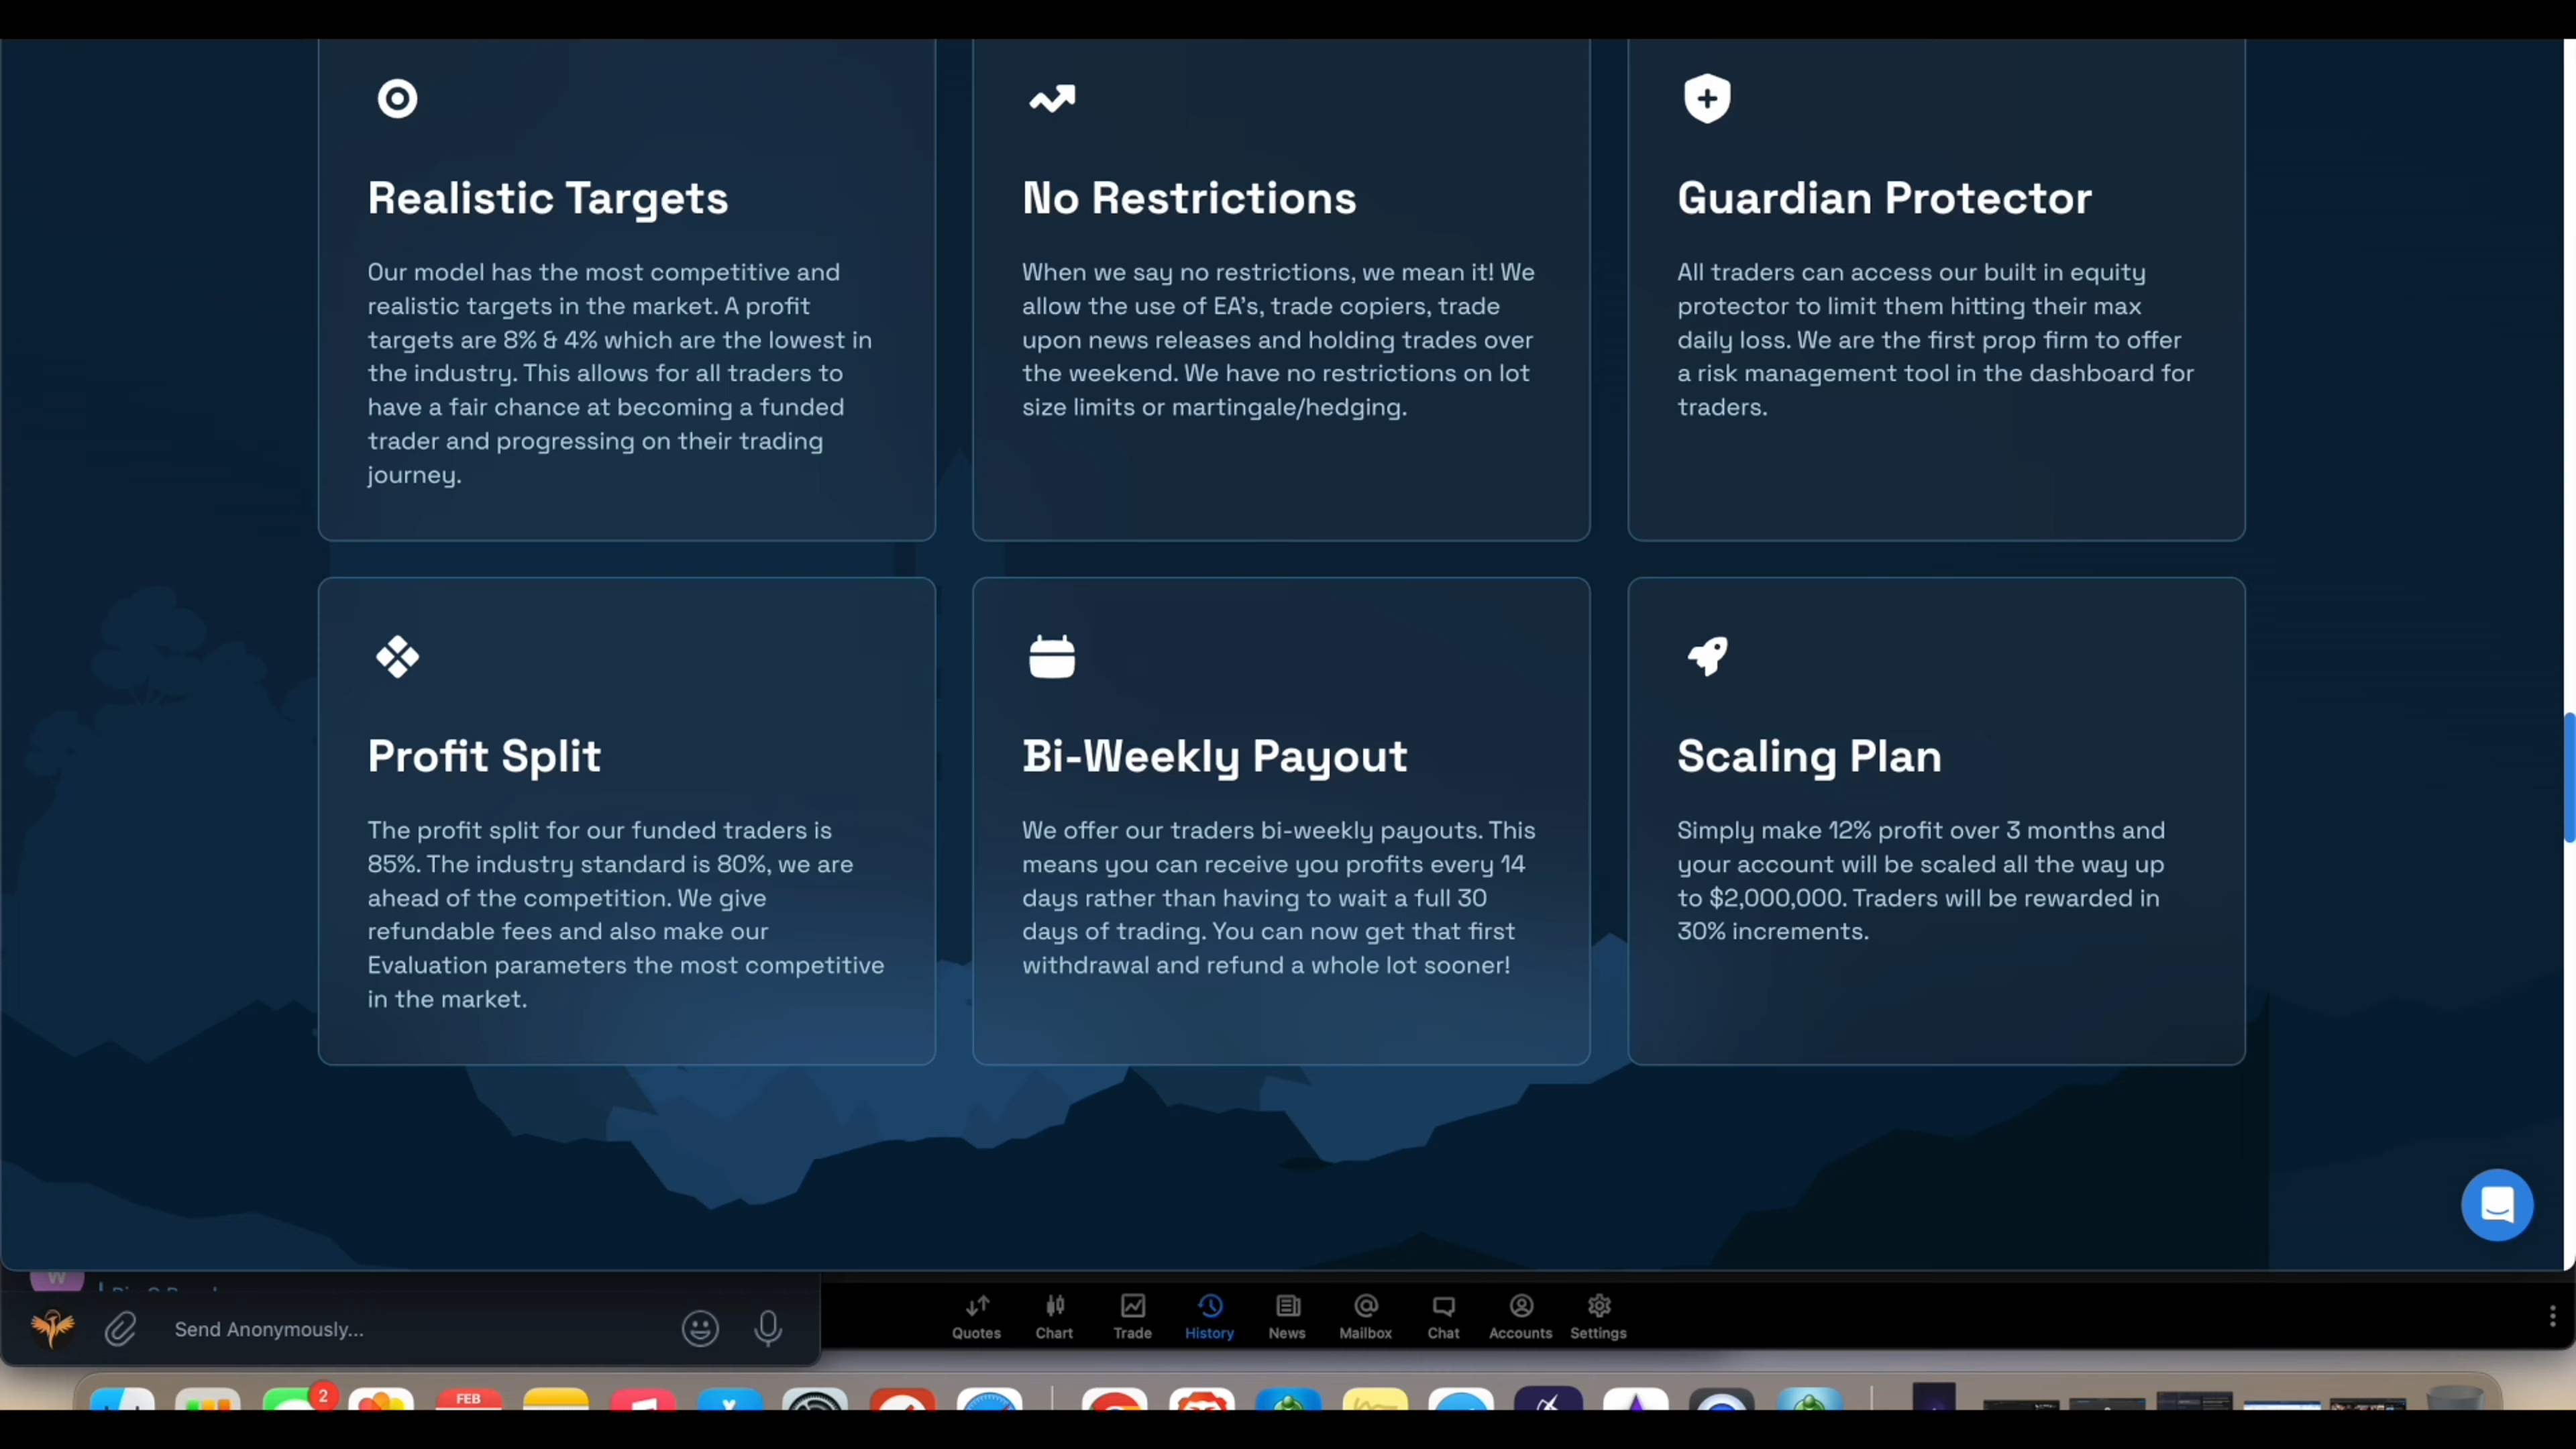 Realistic Targets
Our model has the most competitive and
realistic targets in the market. A profit
targets are 8% & 4% which are the lowest in
the industry. This allows for all traders to
have a fair chance at becoming a funded
trader and progressing on their trading
journey.
No Restrictions
When we say no restrictions, we mean it! We
allow the use of EA's, trade copiers, trade
upon news releases and holding trades over
the weekend. We have no restrictions on lot
size limits or martingale/hedging.
Guardian Protector
All traders can access our built in equity
protector to limit them hitting their max
daily loss. We are the first prop firm to offer
a risk management tool in the dashboard for
traders.
Profit Split
The profit split for our funded traders is
85%. The industry standard is 80%, we are
ahead of the competition. We give
refundable fees and also make our
Evaluation parameters the most competitive
in the market.
Bi-Weekly Payout
We offer our traders bi-weekly payouts. This
means you can receive you profits every 14
days rather than having to wait a full 30
days of trading. You can now get that first
withdrawal and refund a whole lot sooner!
Scaling Plan
Simply make 12% profit over 3 months and
your account will be scaled all the way up
to $2,000,000. Traders will be rewarded in
30% increments.
W
Send Anonymously...
Quotes Chart Trade History News Mailbox Chat Accounts Settings
2
FEB